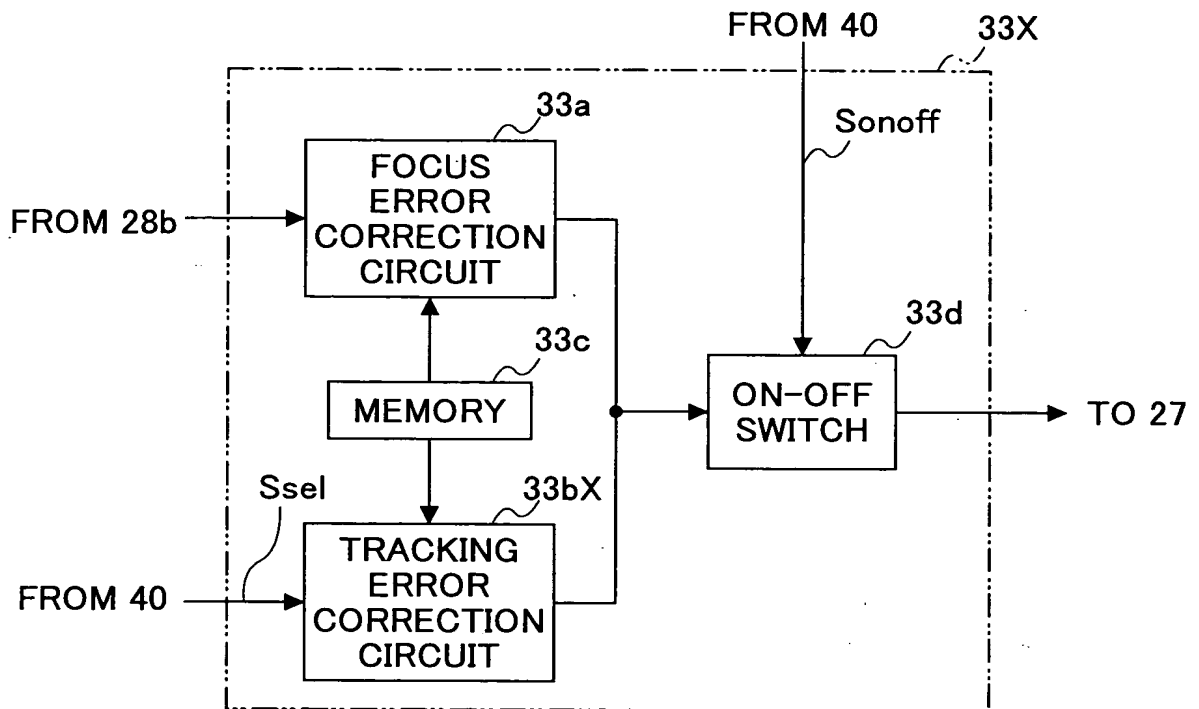 FROM 40
33X
33a
Sonoff
FOCUS
ERROR
CORRECTION
CIRCUIT
FROM 28b
33d
33c
MEMORY
ON-OFF
SWITCH
TO 27
Ssel
33bX
TRACKING
ERROR
CORRECTION
CIRCUIT
FROM 40